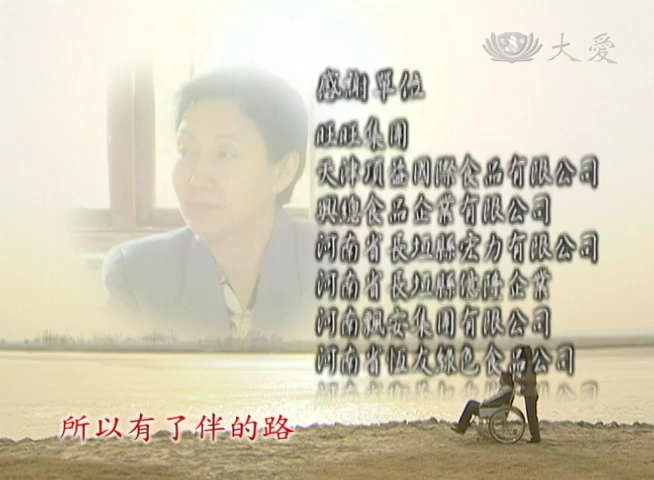 大愛
感謝單位
旺旺集團
天津頂益國際食品有限公司
興總食品企業有限公司
河南省長垣縣宏力有限公司
河南省長垣縣億隆企業
河南飄安集團有限公司
河南省恆友綠色食品公司
所以有了伴的路